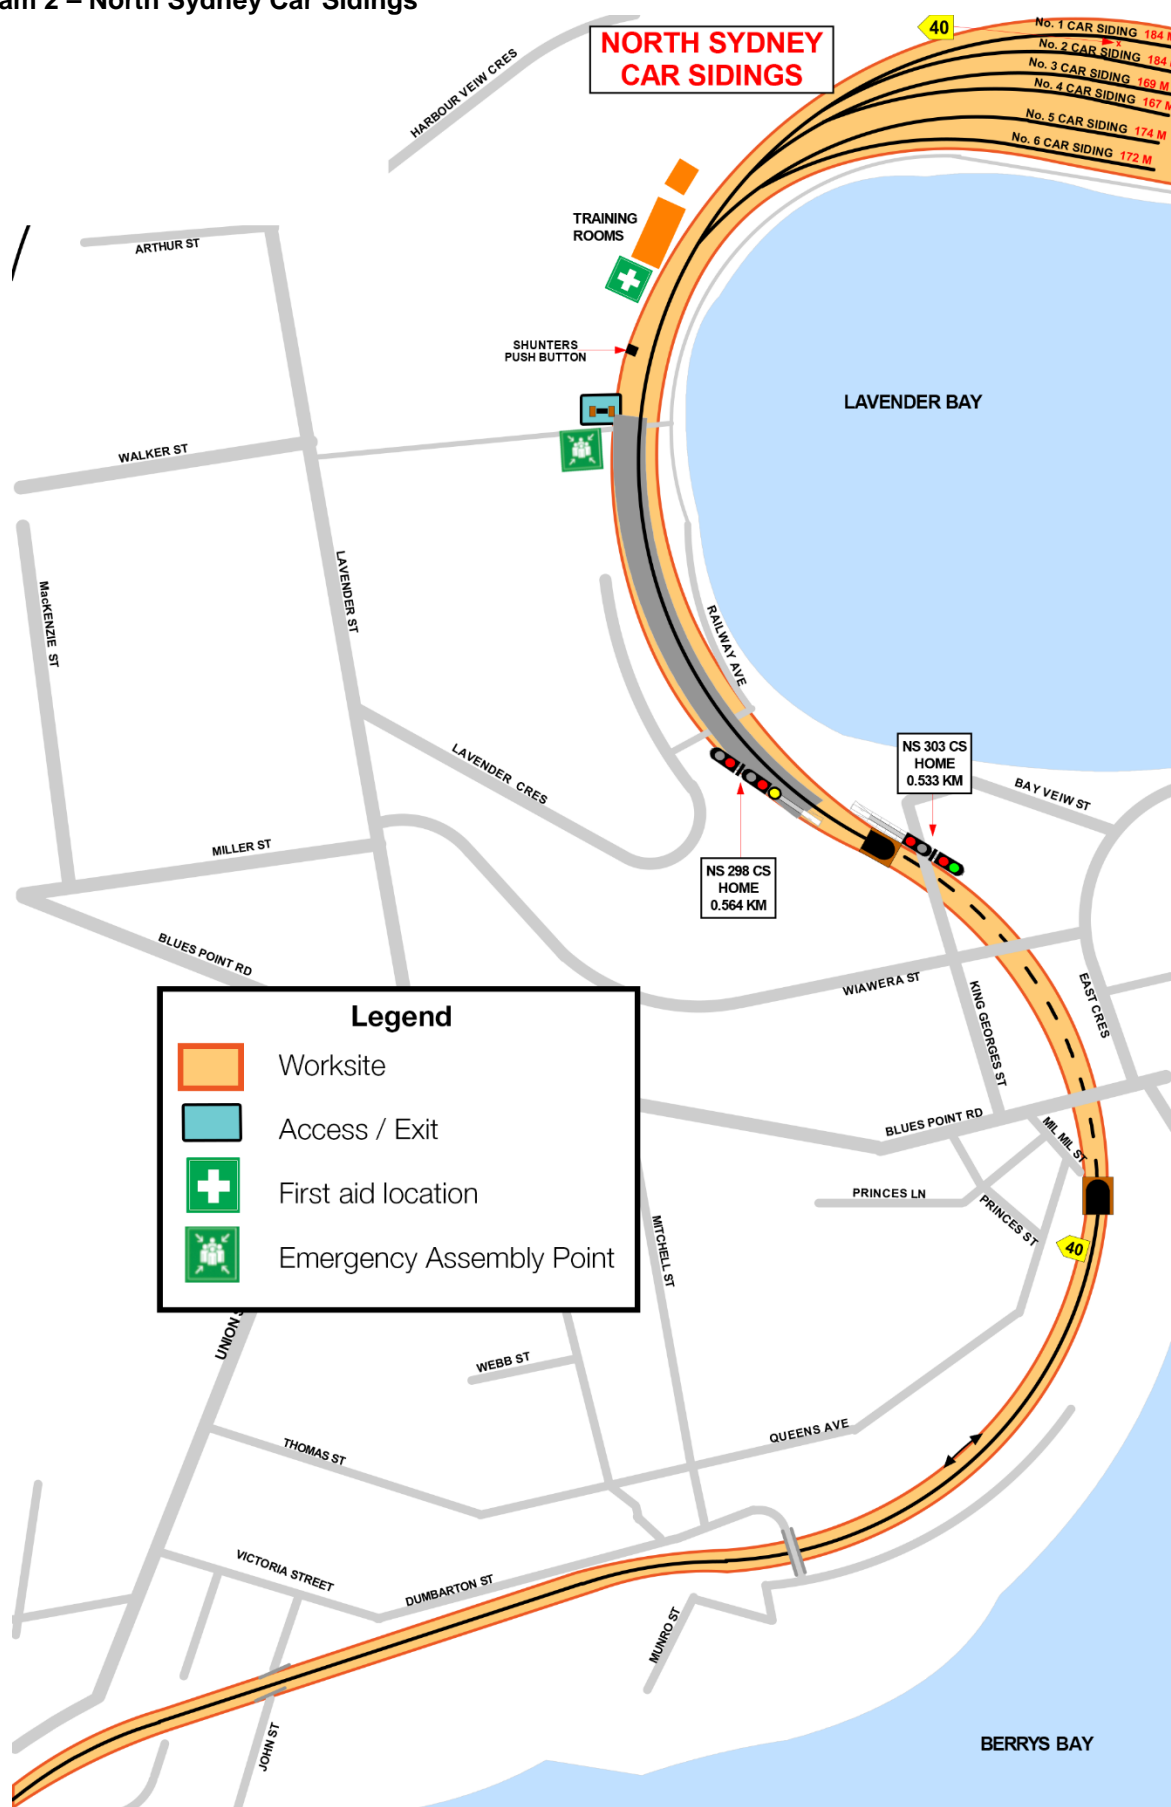 am 2 – North Sydney Car Sidings
NORTH SYDNEY
CAR SIDINGS
40
No. 1 CAR SIDING 184 M
No. 2 CAR SIDING 184
No. 3 CAR SIDING 169 M
No. 4 CAR SIDING 167 M
No. 5 CAR SIDING 174 M
No. 6 CAR SIDING 172 M
HARBOUR VEIW CRES
TRAINING
ROOMS
ARTHUR ST
SHUNTERS
PUSH BUTTON
LAVENDER BAY
WALKER ST
LAVENDER ST
MacKENZIE ST
RAILWAY AVE
LAVENDER CRES
NS 303 CS
HOME
0.533 KM
BAY VEIW ST
MILLER ST
NS 298 CS
HOME
0.564 KM
BLUES POINT RD
WIAWERA ST
KING GEORGES ST
EAST CRES
Legend
Worksite
Access / Exit
First aid location
Emergency Assembly Point
BLUES POINT RD
MIL MIL ST
PRINCES LN
PRINCES ST
MITCHELL ST
40
UNION S
WEBB ST
THOMAS ST
QUEENS AVE
VICTORIA STREET
DUMBARTON ST
MUNRO ST
JOHN ST
BERRYS BAY